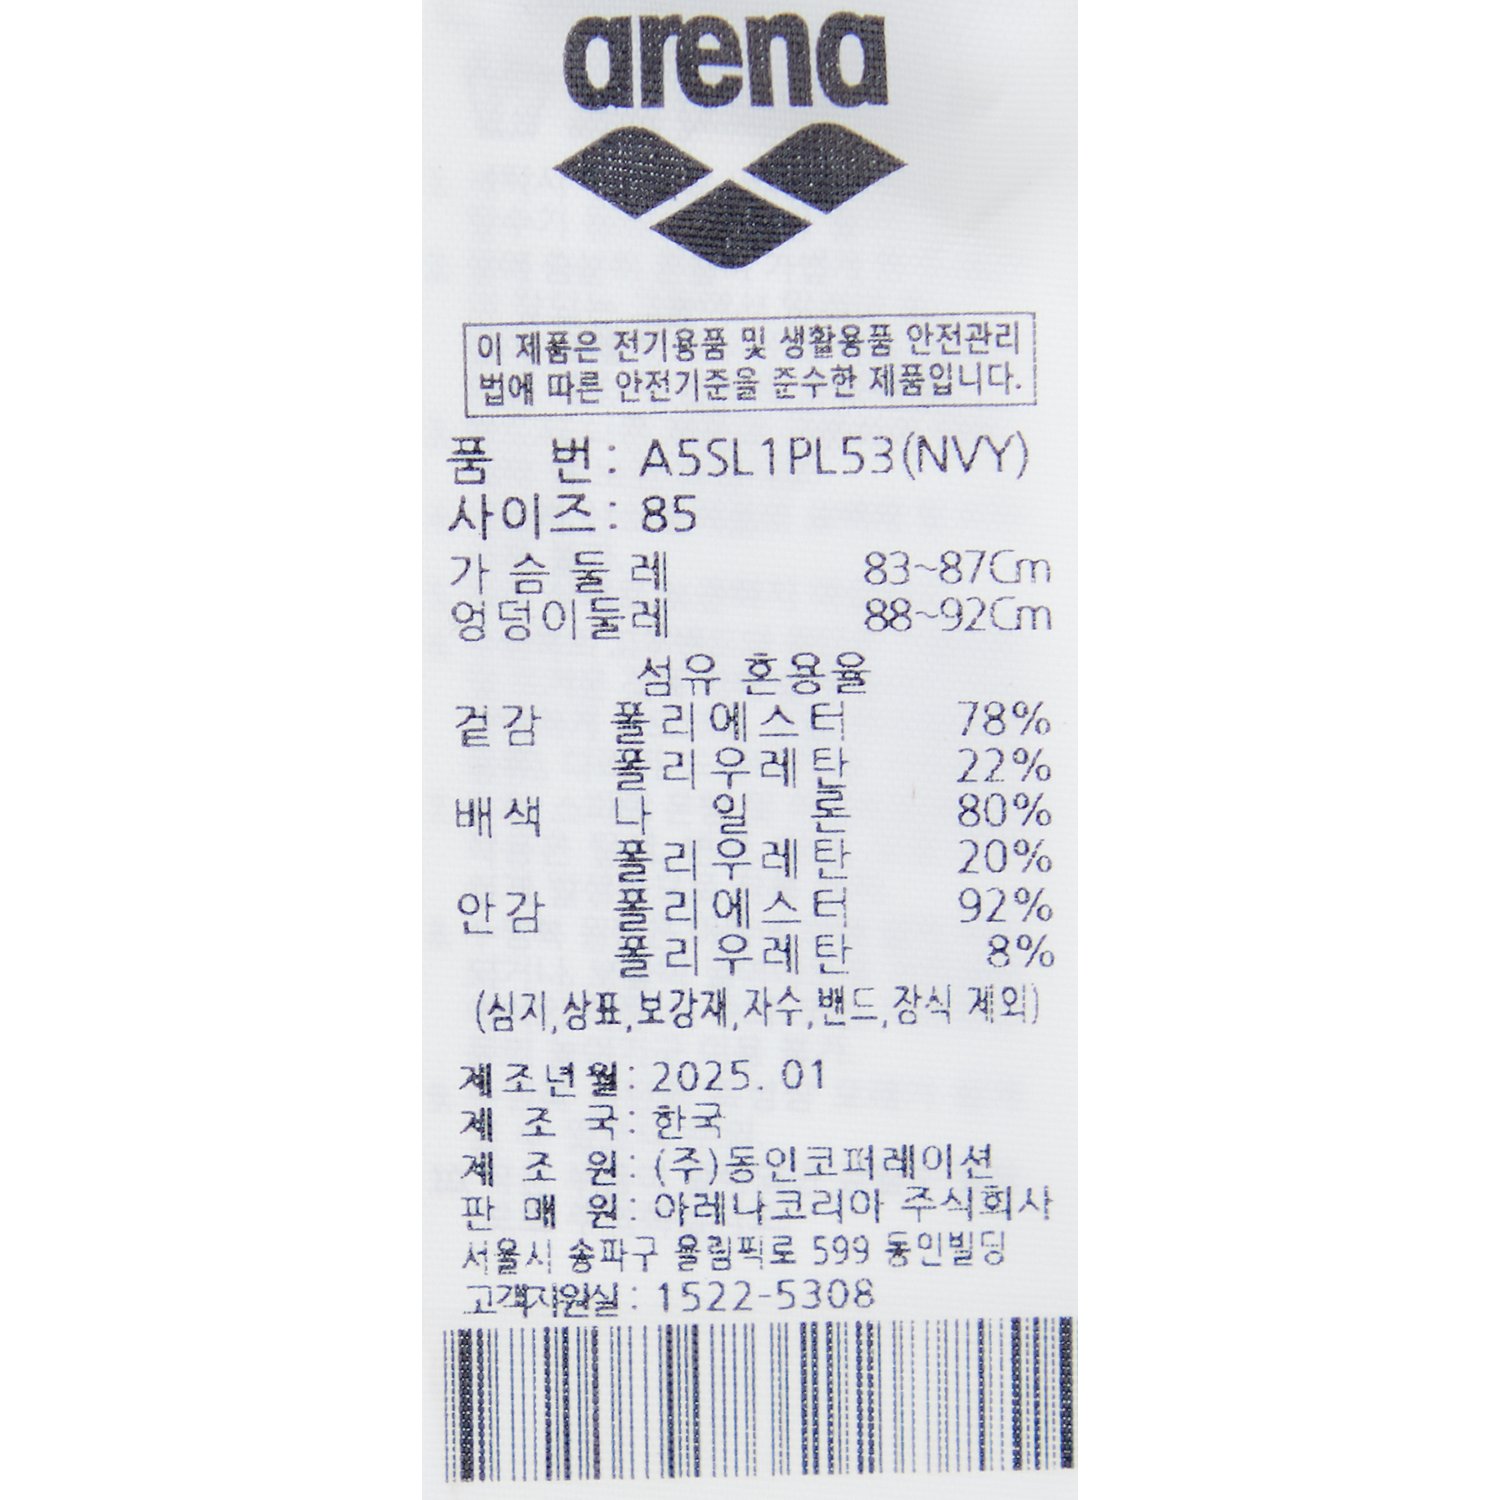 arena
이 제품은 전기용품 및 생활용품 안전관리
법에 따른 안전기준을 준수한 제품입니다.
품 번: A5SL1PL53(NVY)
사이즈: 85
가슴둘레 83~87Cm
엉덩이둘레 88~92Cm
섬유 혼용율
겉감 폴리에스터 78%
폴리우레탄 22%
배색 나일론 80%
폴리우레탄 20%
안감 폴리에스터 92%
폴리우레탄 8%
(심지,상표,보강재,자수,밴드,장식 제외)
제조년월: 2025. 01
제 조 국: 한국
제 조 원: (주)동인코퍼레이션
판 매 원: 아레나코리아 주식회사
서울시 송파구 올림픽로 599 동인빌딩
고객지원실: 1522-5308